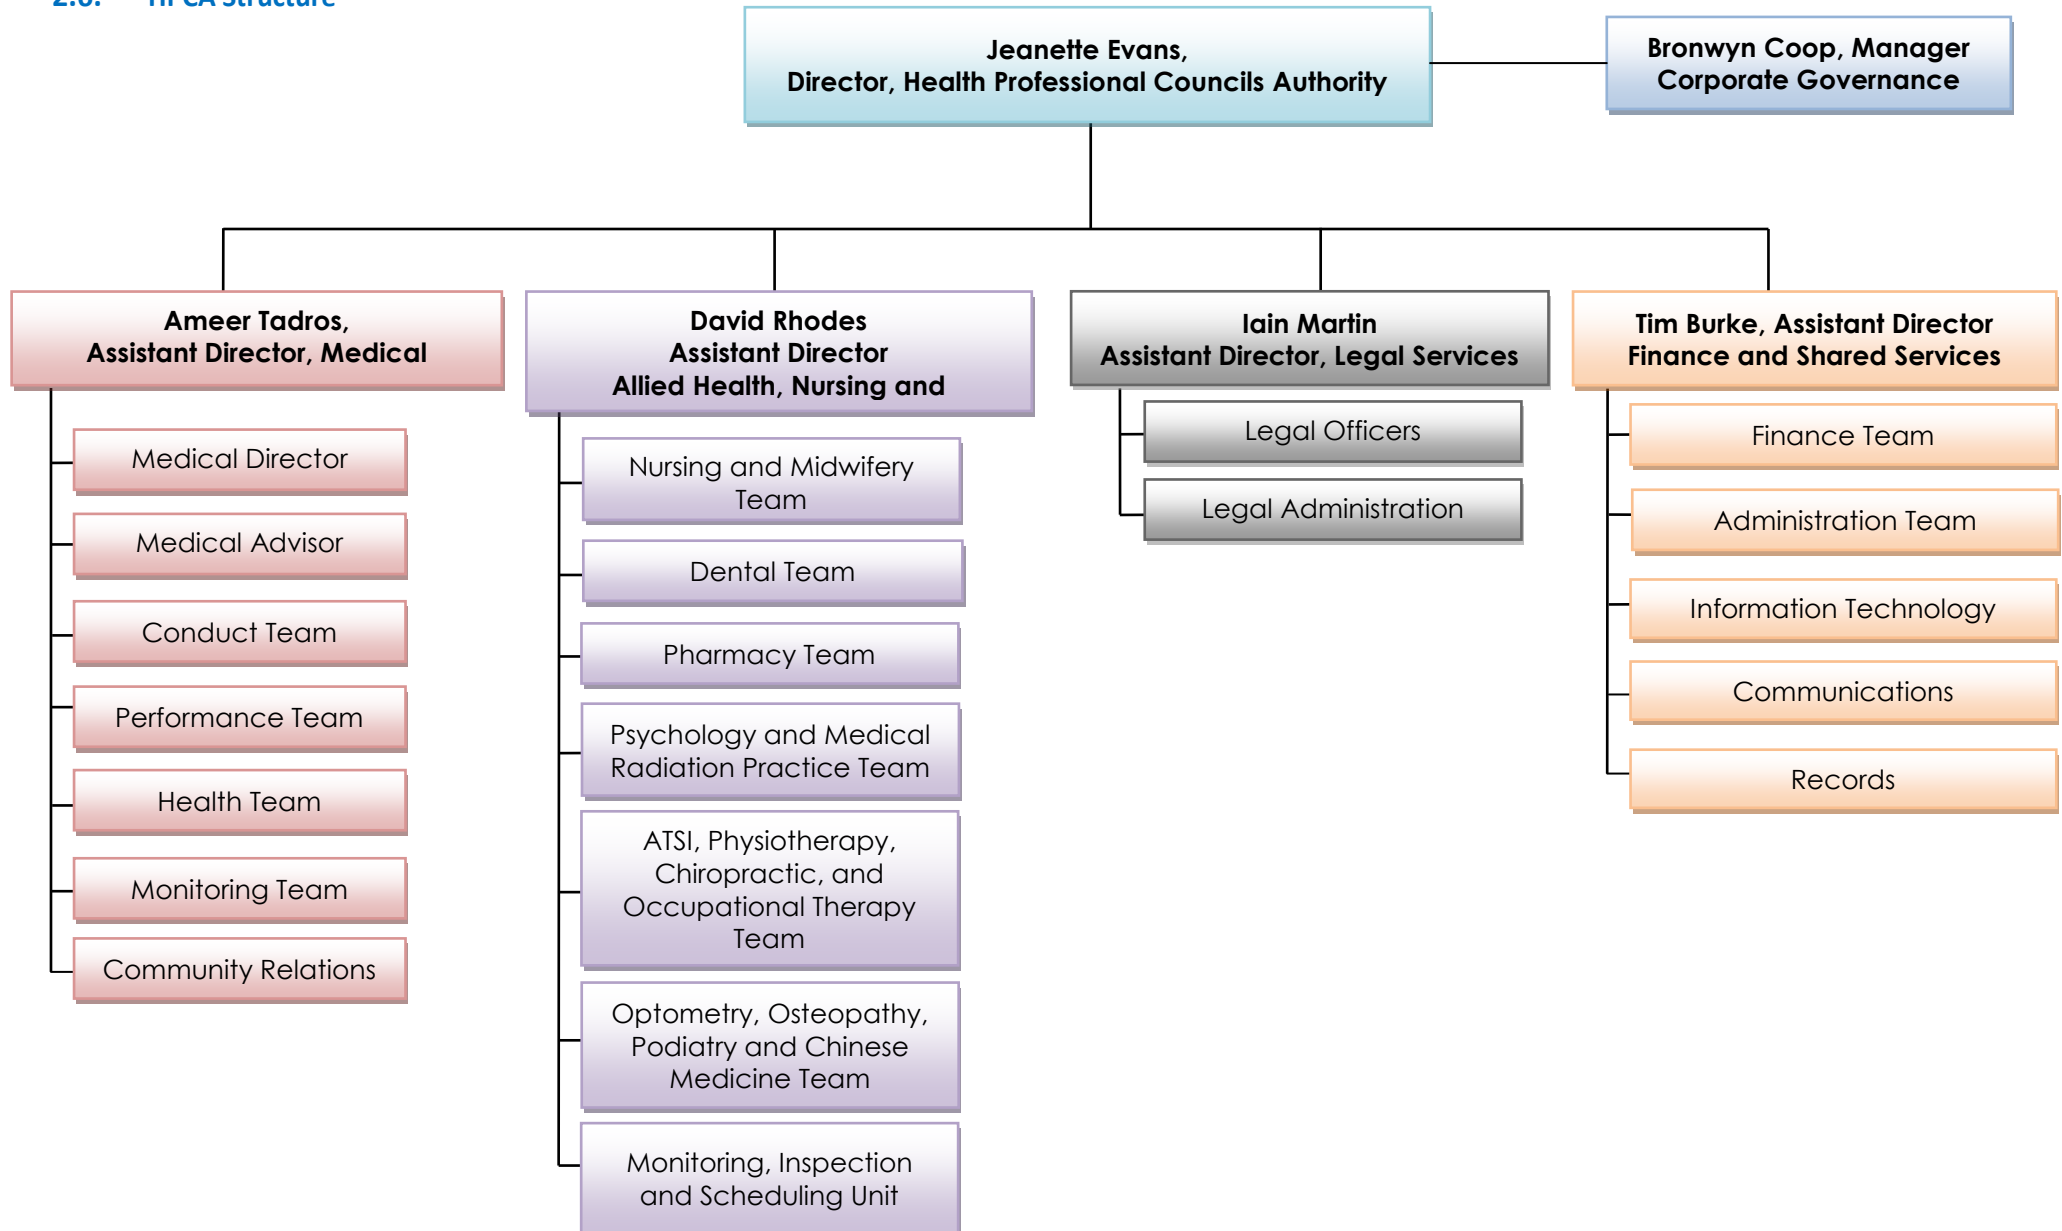 2.6. HPCA Structure
Jeanette Evans,
Director, Health Professional Councils Authority
Bronwyn Coop, Manager
Corporate Governance
Ameer Tadros,
Assistant Director, Medical
Medical Director
Medical Advisor
Conduct Team
Performance Team
Health Team
Monitoring Team
Community Relations
David Rhodes
Assistant Director
Allied Health, Nursing and
Nursing and Midwifery
Team
Dental Team
Pharmacy Team
Psychology and Medical
Radiation Practice Team
ATSI, Physiotherapy,
Chiropractic, and
Occupational Therapy
Team
Optometry, Osteopathy,
Podiatry and Chinese
Medicine Team
Monitoring, Inspection
and Scheduling Unit
Iain Martin
Assistant Director, Legal Services
Legal Officers
Legal Administration
Tim Burke, Assistant Director
Finance and Shared Services
Finance Team
Administration Team
Information Technology
Communications
Records